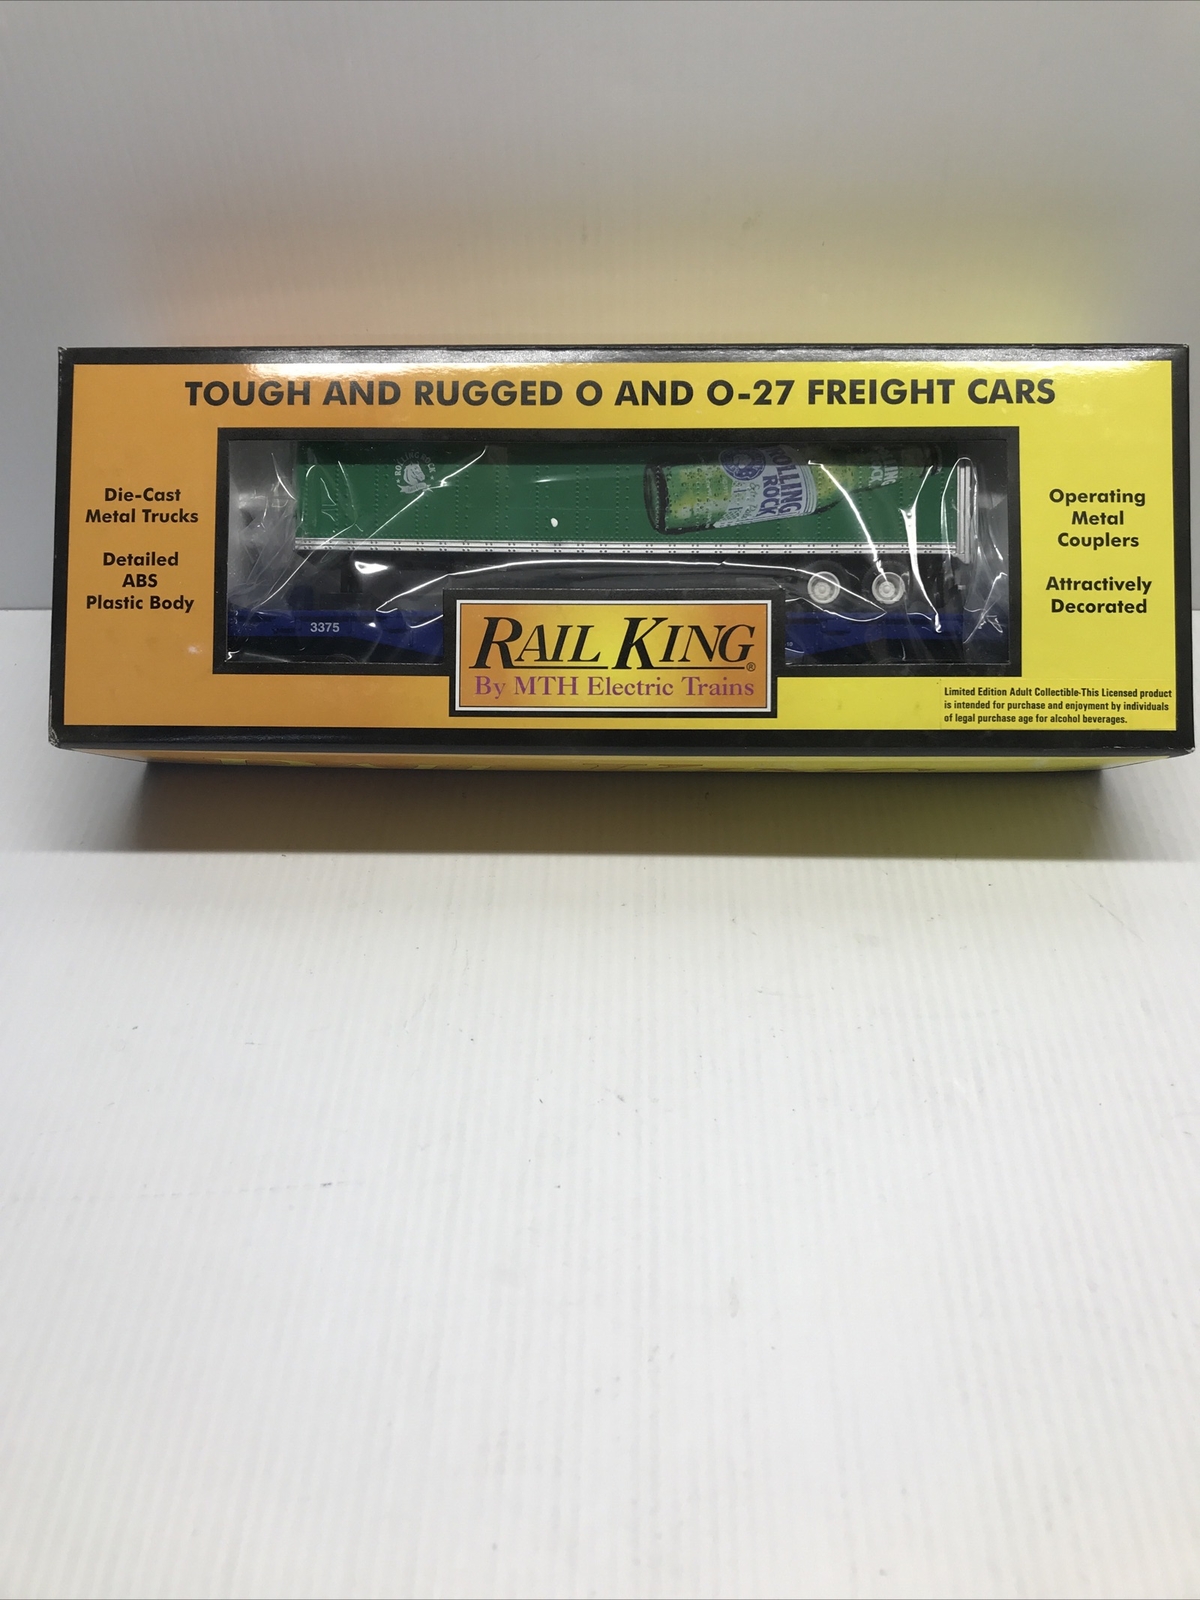 TOUGH AND RUGGED O AND O-27 FREIGHT CARS
Die-Cast
Metal Trucks
Detailed
ABS
Plastic Body
ROLLING ROCK
ROLLING
ROCK
3375
Operating
Metal
Couplers
Attractively
Decorated
RAIL KING®
By MTH Electric Trains
Limited Edition Adult Collectible-This Licensed product
is intended for purchase and enjoyment by individuals
of legal purchase age for alcohol beverages.